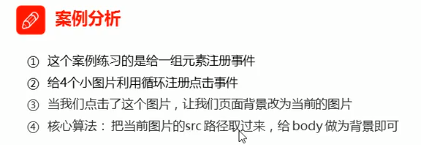 案例分析
① 这个案例练习的是给一组元素注册事件
② 给4个小图片利用循环注册点击事件
③ 当我们点击了这个图片，让我们页面背景改为当前的图片
④ 核心算法：把当前图片的src 路径取过来，给 body 做为背景即可